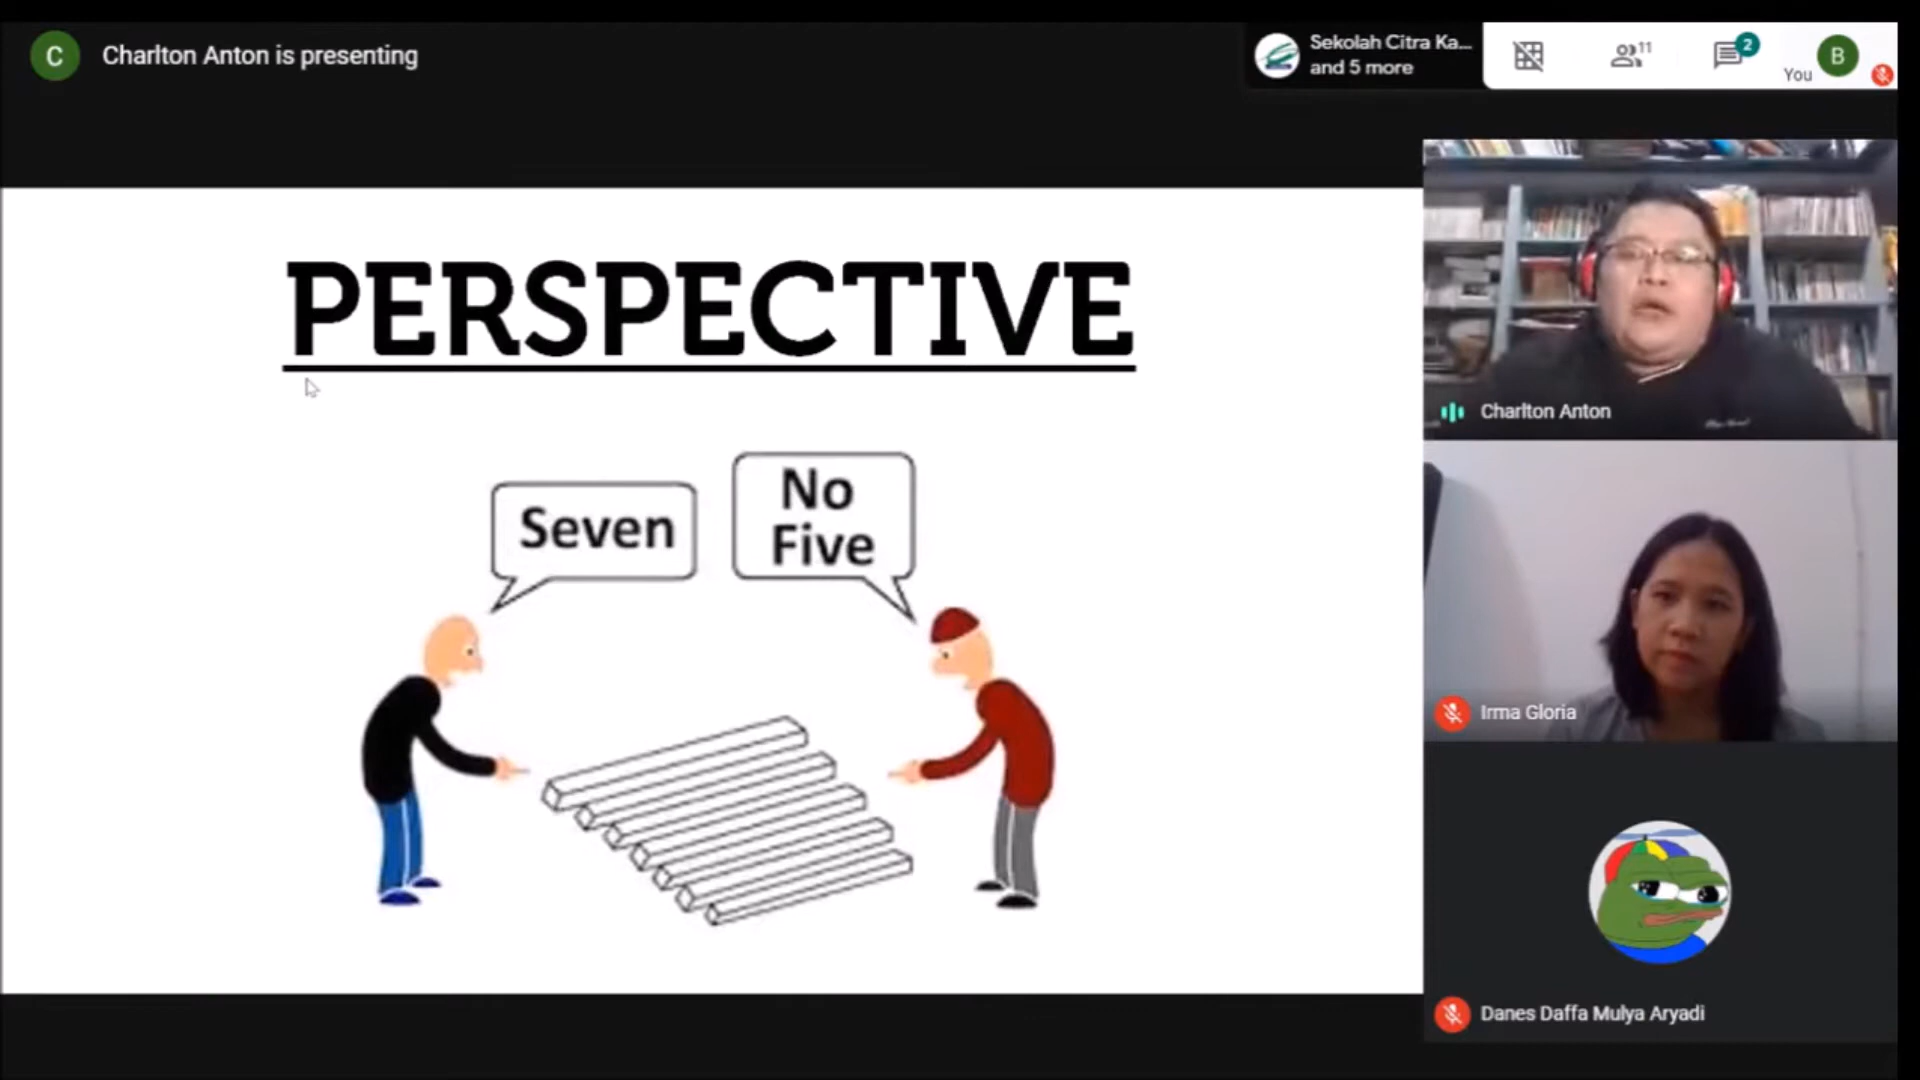 C
Charlton Anton is presenting
Sekolah Citra Ka...
and 5 more
11
2
You
B
PERSPECTIVE
Seven
No
Five
Charlton Anton
Irma Gloria
Danes Daffa Mulya Aryadi